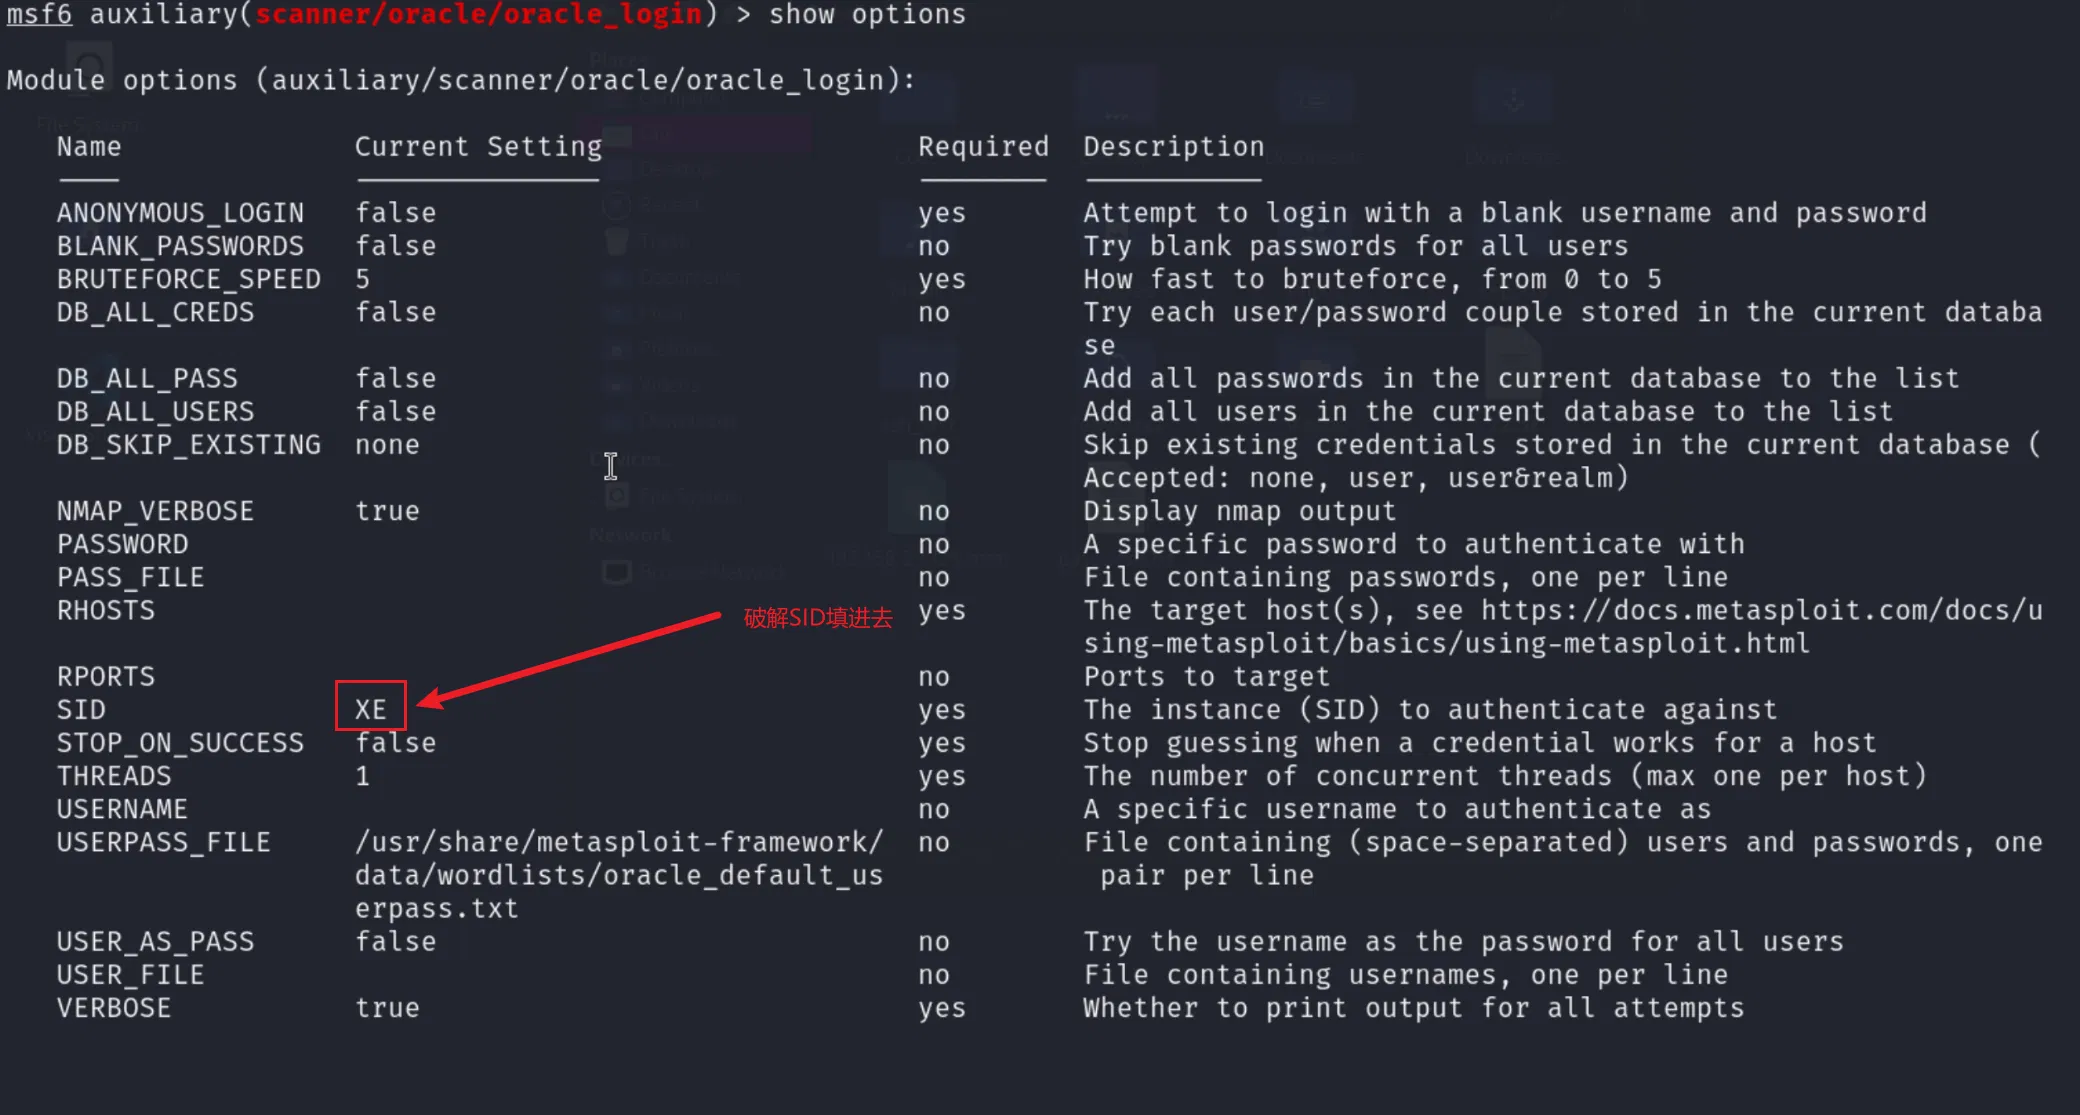 msf6 auxiliary(scanner/oracle/oracle_login) > show options
Module options (auxiliary/scanner/oracle/oracle_login):
Name Current Setting Required Description
ANONYMOUS_LOGIN false yes Attempt to login with a blank username and password
BLANK_PASSWORDS false no Try blank passwords for all users
BRUTEFORCE_SPEED 5 yes How fast to bruteforce, from 0 to 5
DB_ALL_CREDS false no Try each user/password couple stored in the current databa
se
DB_ALL_PASS false no Add all passwords in the current database to the list
DB_ALL_USERS false no Add all users in the current database to the list
DB_SKIP_EXISTING none no Skip existing credentials stored in the current database (
Accepted: none, user, user&realm)
NMAP_VERBOSE true no Display nmap output
PASSWORD no A specific password to authenticate with
PASS_FILE no File containing passwords, one per line
RHOSTS 破解SID填进去 yes The target host(s), see https://docs.metasploit.com/docs/u
sing-metasploit/basics/using-metasploit.html
RPORTS no Ports to target
SID XE yes The instance (SID) to authenticate against
STOP_ON_SUCCESS false yes Stop guessing when a credential works for a host
THREADS 1 yes The number of concurrent threads (max one per host)
USERNAME no A specific username to authenticate as
USERPASS_FILE /usr/share/metasploit-framework/ no File containing (space-separated) users and passwords, one
data/wordlists/oracle_default_us pair per line
erpass.txt
USER_AS_PASS false no Try the username as the password for all users
USER_FILE no File containing usernames, one per line
VERBOSE true yes Whether to print output for all attempts